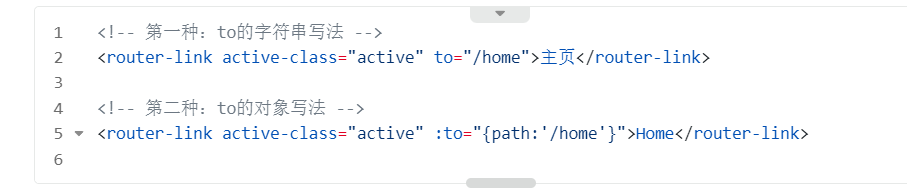 1 <!-- 第一种：to的字符串写法 -->
2 <router-link active-class="active" to="/home">主页</router-link>
3
4 <!-- 第二种：to的对象写法 -->
5 <router-link active-class="active" :to="{path:'/home'}">Home</router-link>
6